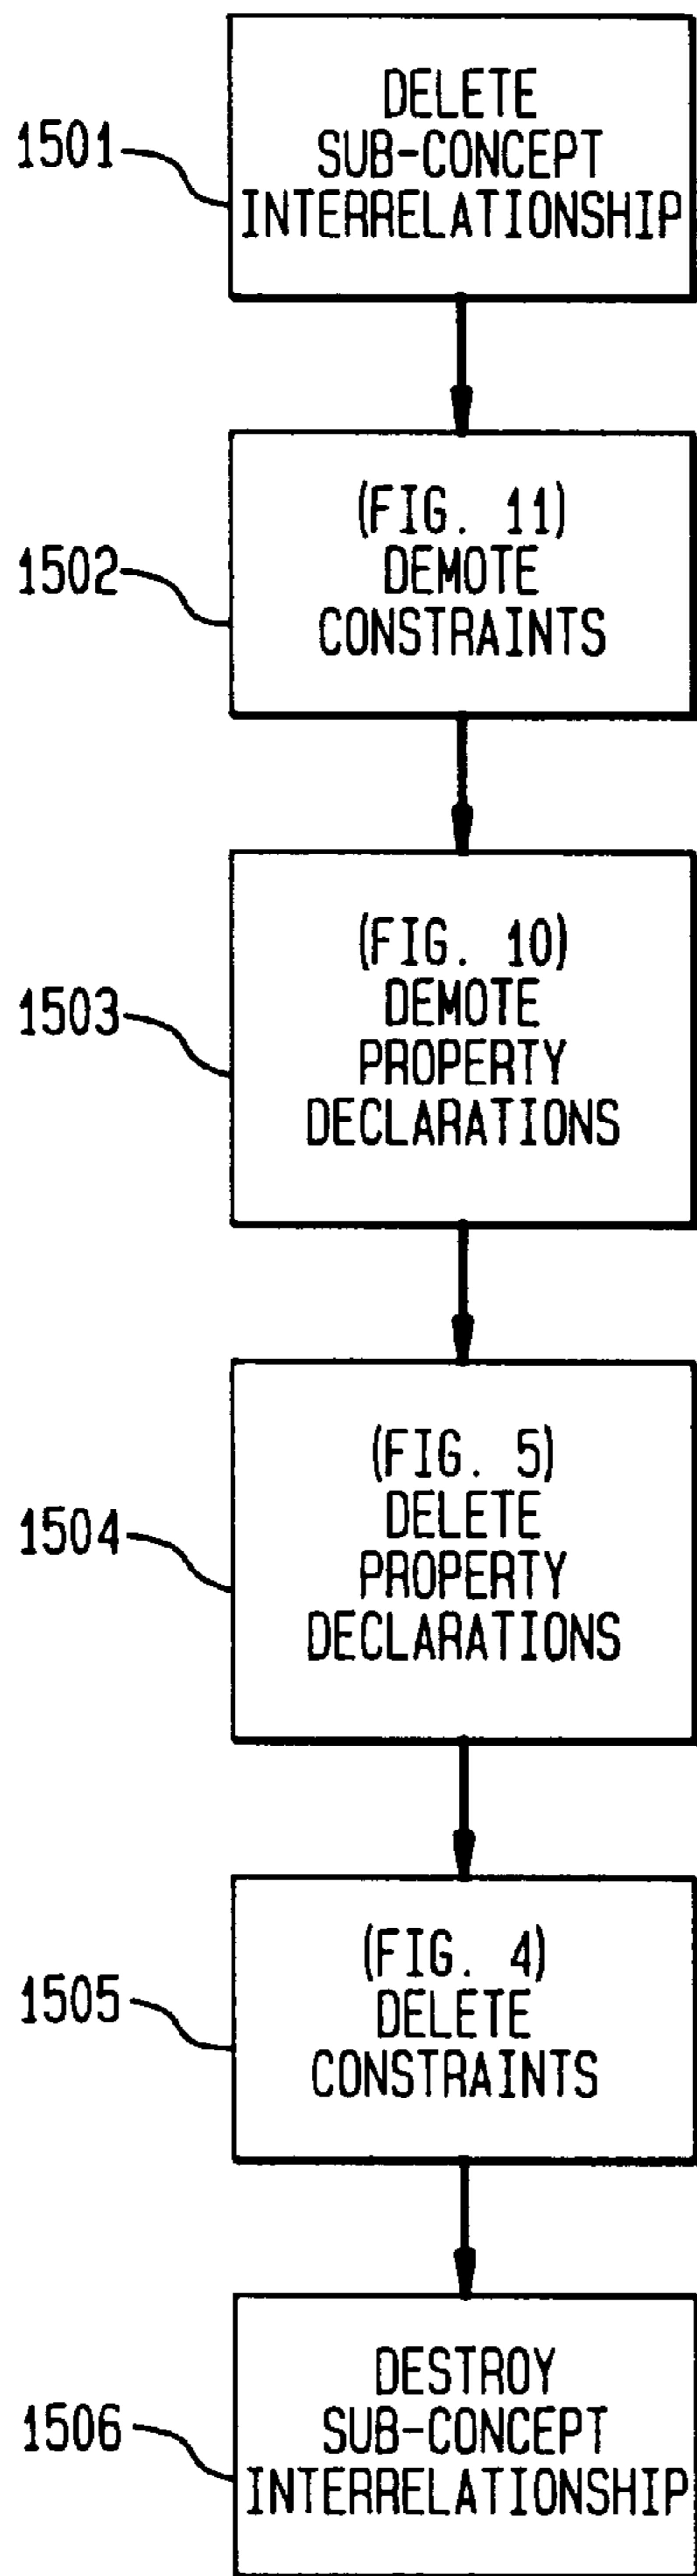 1501
DELETE
SUB-CONCEPT
INTERRELATIONSHIP
1502
(FIG. 11)
DEMOTE
CONSTRAINTS
1503
(FIG. 10)
DEMOTE
PROPERTY
DECLARATIONS
1504
(FIG. 5)
DELETE
PROPERTY
DECLARATIONS
1505
(FIG. 4)
DELETE
CONSTRAINTS
1506
DESTROY
SUB-CONCEPT
INTERRELATIONSHIP